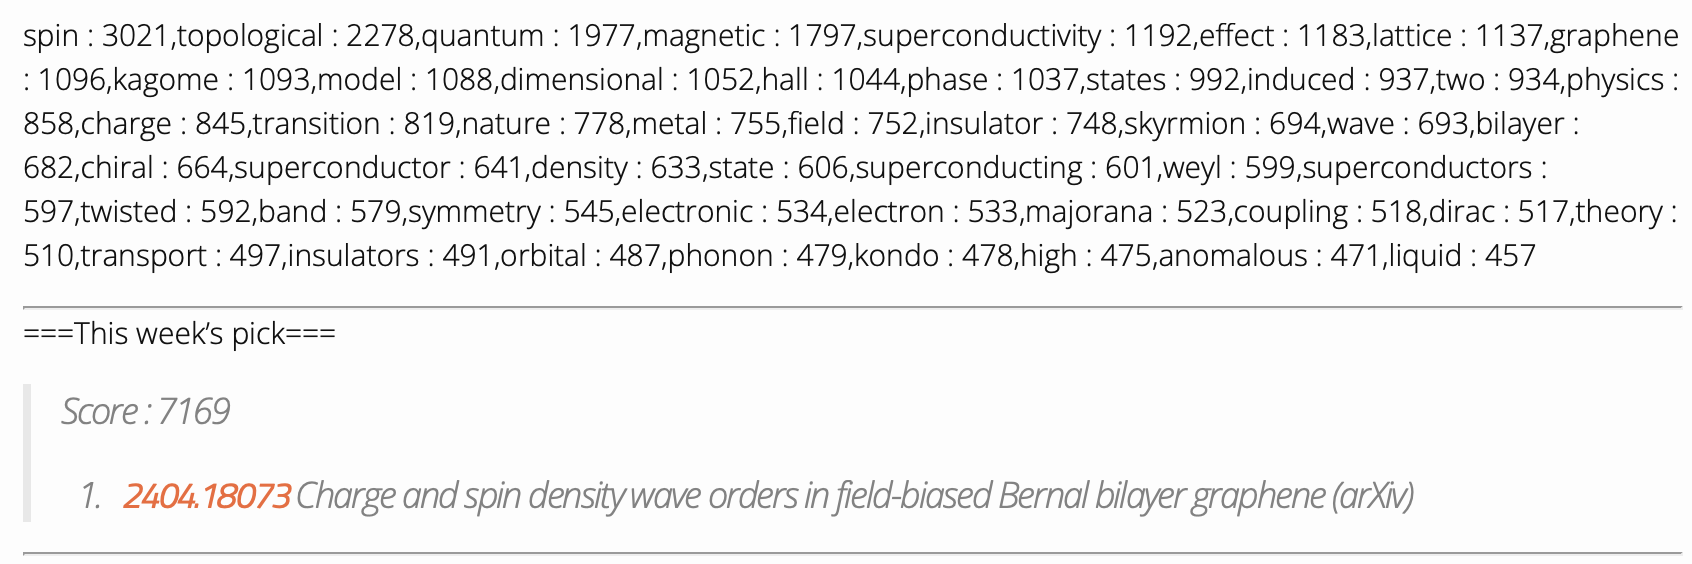 spin : 3021,topological : 2278,quantum : 1977,magnetic : 1797,superconductivity : 1192,effect : 1183,lattice : 1137,graphene
: 1096,kagome : 1093,model : 1088,dimensional : 1052,hall : 1044,phase : 1037,states : 992,induced : 937,two : 934,physics :
858,charge : 845,transition : 819,nature : 778,metal : 755,field : 752,insulator : 748,skyrmion : 694,wave : 693,bilayer :
682,chiral : 664,superconductor : 641,density : 633,state : 606,superconducting : 601,weyl : 599,superconductors :
597,twisted : 592,band : 579,symmetry : 545,electronic : 534,electron : 533,majorana : 523,coupling : 518,dirac : 517,theory :
510,transport : 497,insulators : 491,orbital : 487,phonon : 479,kondo : 478,high : 475,anomalous : 471,liquid : 457
===This week’s pick===
Score : 7169
1. 2404.18073 Charge and spin density wave orders in field-biased Bernal bilayer graphene (arXiv)